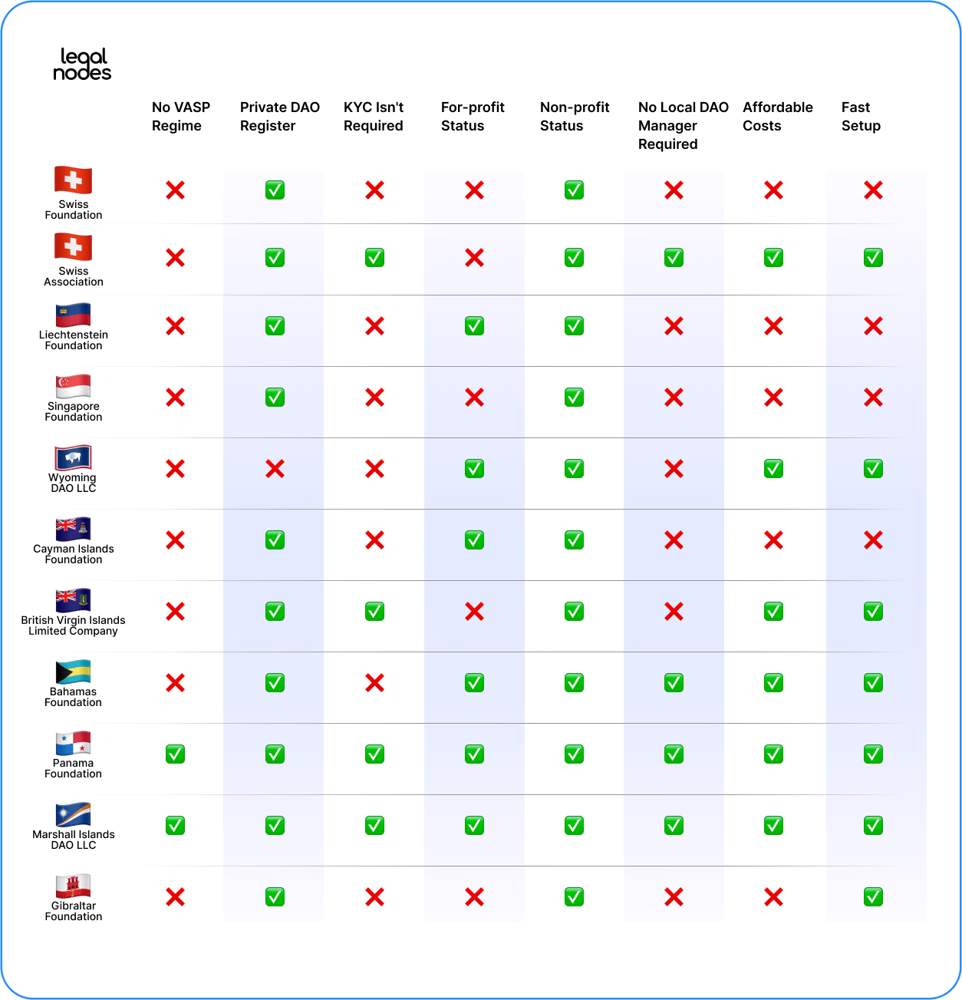 legal
nodes
No VASP
Regime
Private DAO
Register
KYC Isn't
Required
For-profit
Status
Non-profit
Status
No Local DAO
Manager
Required
Affordable
Costs
Fast
Setup
Swiss
Foundation
Swiss
Association
Liechtenstein
Foundation
Singapore
Foundation
Wyoming
DAO LLC
Cayman Islands
Foundation
British Virgin Islands
Limited Company
Bahamas
Foundation
Panama
Foundation
Marshall Islands
DAO LLC
Gibraltar
Foundation